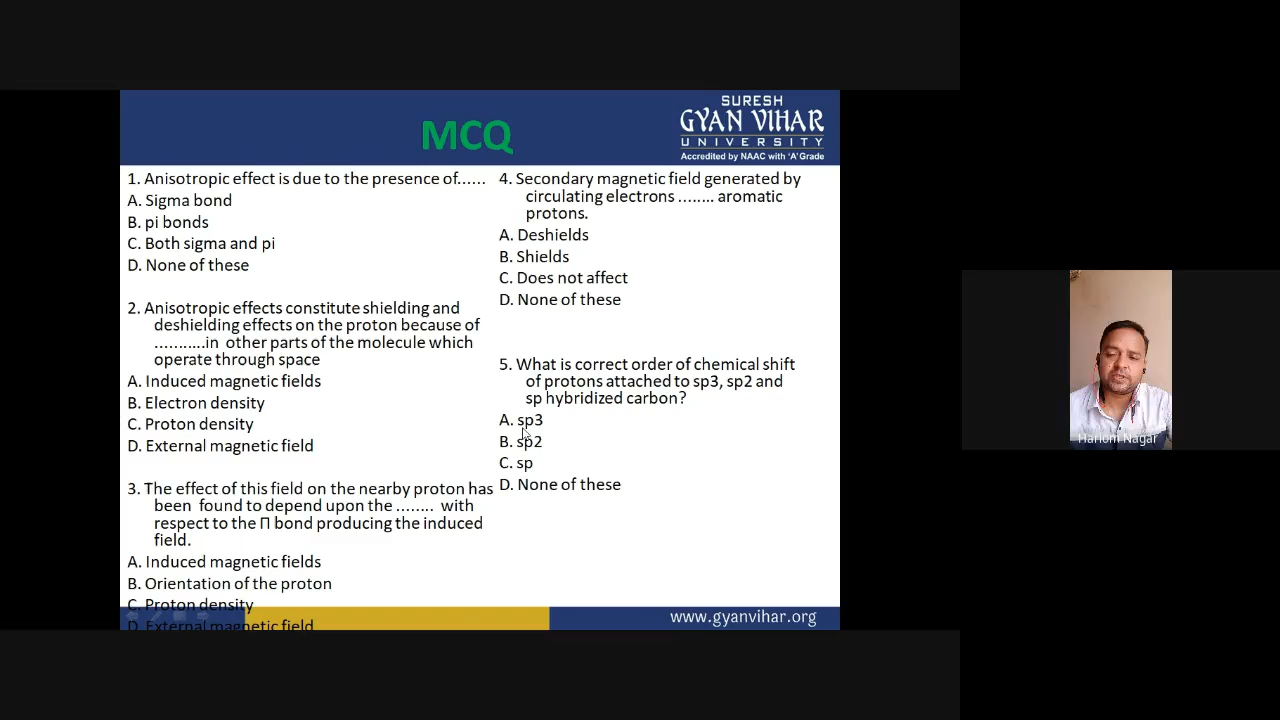 MCQ
SURESH
GYAN VIHAR
UNIVERSITY
Accredited by NAAC with 'A' Grade
1. Anisotropic effect is due to the presence of......
A. Sigma bond
B. pi bonds
C. Both sigma and pi
D. None of these
2. Anisotropic effects constitute shielding and
deshielding effects on the proton because of
...........in other parts of the molecule which
operate through space
A. Induced magnetic fields
B. Electron density
C. Proton density
D. External magnetic field
3. The effect of this field on the nearby proton has
been found to depend upon the ........ with
respect to the Π bond producing the induced
field.
A. Induced magnetic fields
B. Orientation of the proton
C. Proton density
D. External magnetic field
4. Secondary magnetic field generated by
circulating electrons ........ aromatic
protons.
A. Deshields
B. Shields
C. Does not affect
D. None of these
5. What is correct order of chemical shift
of protons attached to sp3, sp2 and
sp hybridized carbon?
A. sp3
B. sp2
C. sp
D. None of these
www.gyanvihar.org
Hariom Nagar